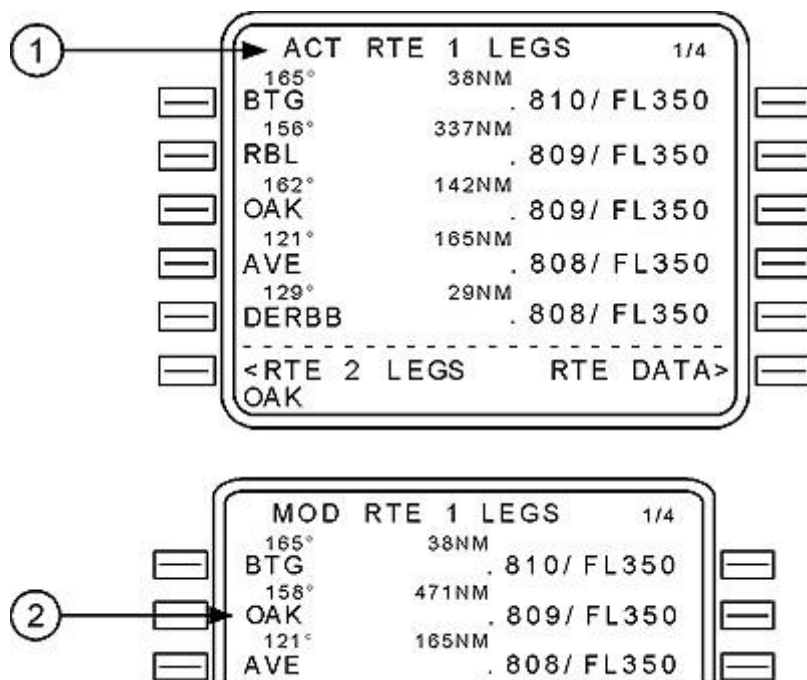 1
ACT RTE 1 LEGS 1/4
165° 38NM
BTG .810/ FL350
156° 337NM
RBL .809/ FL350
162° 142NM
OAK .809/ FL350
121° 165NM
AVE .808/ FL350
129° 29NM
DERBB .808/ FL350
<RTE 2 LEGS RTE DATA>
OAK
MOD RTE 1 LEGS 1/4
165° 38NM
BTG .810/ FL350
158° 471NM
2
OAK .809/ FL350
121° 165NM
AVE .808/ FL350